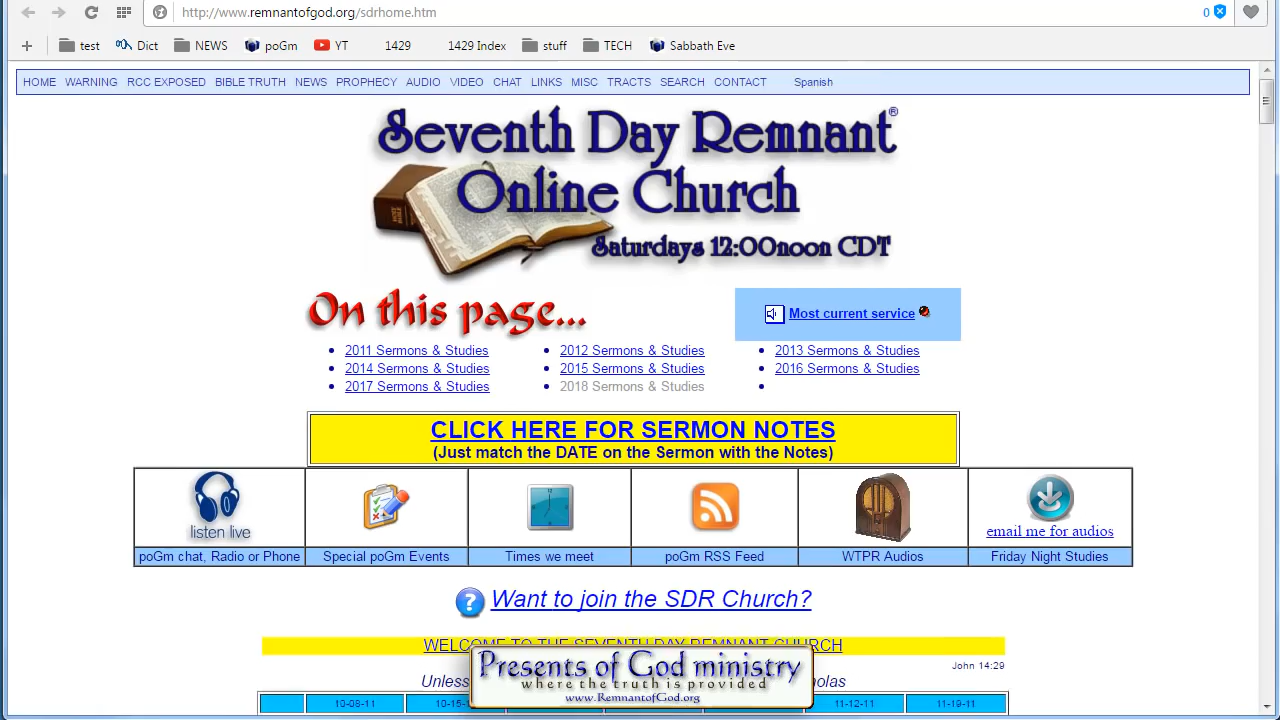 http://www.remnantofgod.org/sdrhome.htm
0
test Dict NEWS poGm YT 1429 1429 Index stuff TECH Sabbath Eve
HOME WARNING RCC EXPOSED BIBLE TRUTH NEWS PROPHECY AUDIO VIDEO CHAT LINKS MISC TRACTS SEARCH CONTACT Spanish
Seventh Day Remnant®
Online Church
HOLY BIBLE
Saturdays 12:00noon CDT
On this page...
Most current service
2011 Sermons & Studies 2012 Sermons & Studies 2013 Sermons & Studies
2014 Sermons & Studies 2015 Sermons & Studies 2016 Sermons & Studies
2017 Sermons & Studies 2018 Sermons & Studies
CLICK HERE FOR SERMON NOTES
(Just match the DATE on the Sermon with the Notes)
listen live email me for audios
poGm chat, Radio or Phone Special poGm Events Times we meet poGm RSS Feed WTPR Audios Friday Night Studies
Want to join the SDR Church?
WELCOME TO THE SEVENTH DAY REMNANT CHURCH
John 14:29
Presents of God ministry
where the truth is provided
www.RemnantofGod.org
10-08-11 11-12-11 11-19-11